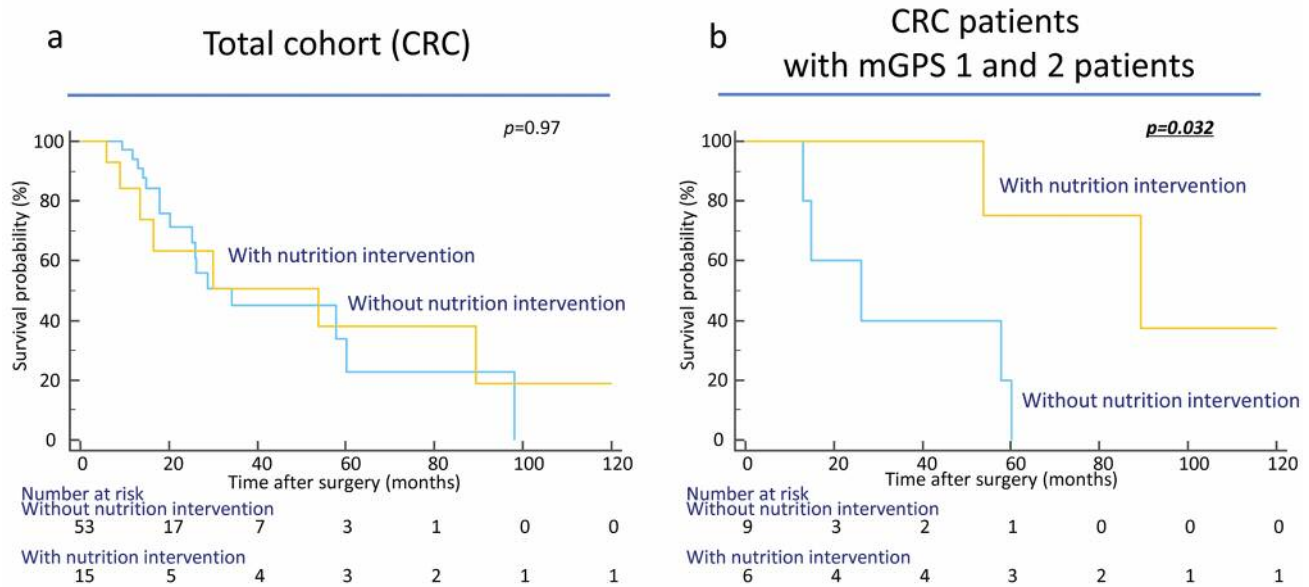 a
Total cohort (CRC)
p=0.97
100
80
60
40
20
0
Survival probability (%)
With nutrition intervention
Without nutrition intervention
0 20 40 60 80 100 120
Time after surgery (months)
Number at risk
Without nutrition intervention
53 17 7 3 1 0 0
With nutrition intervention
15 5 4 3 2 1 1
b
CRC patients
with mGPS 1 and 2 patients
p=0.032
100
80
60
40
20
0
Survival probability (%)
With nutrition intervention
Without nutrition intervention
0 20 40 60 80 100 120
Time after surgery (months)
Number at risk
Without nutrition intervention
9 3 2 1 0 0 0
With nutrition intervention
6 4 4 3 2 1 1